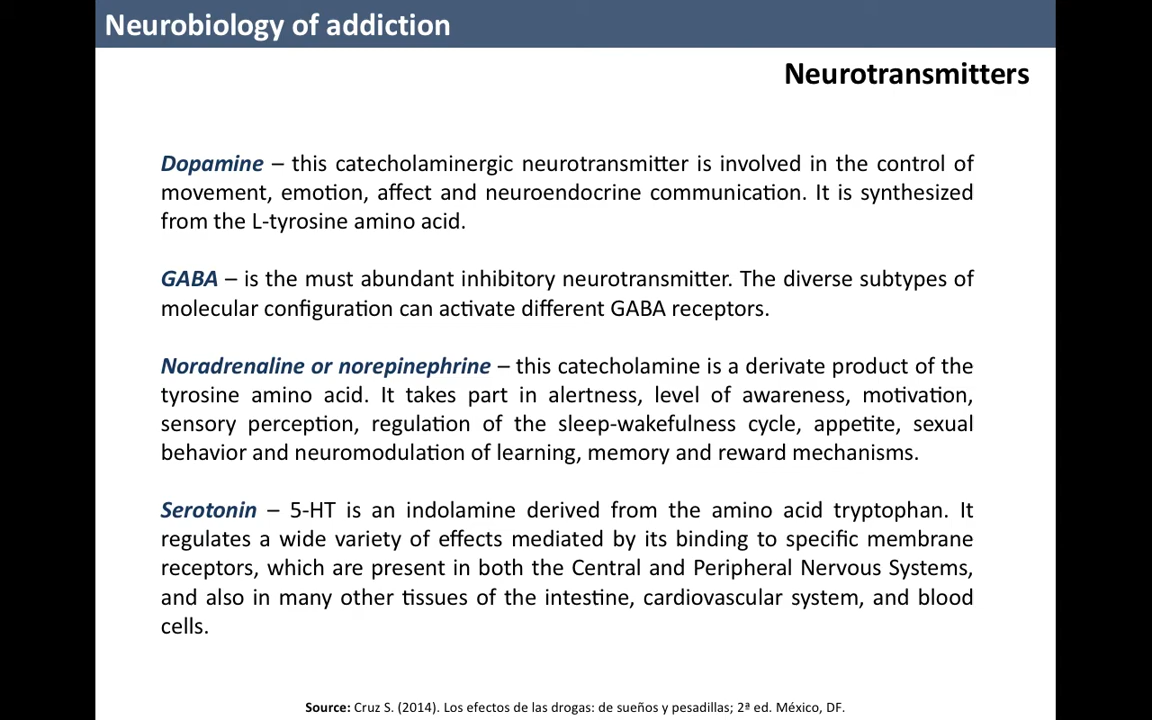 Neurobiology of addiction
Neurotransmitters
Dopamine – this catecholaminergic neurotransmitter is involved in the control of
movement, emotion, affect and neuroendocrine communication. It is synthesized
from the L-tyrosine amino acid.
GABA – is the must abundant inhibitory neurotransmitter. The diverse subtypes of
molecular configuration can activate different GABA receptors.
Noradrenaline or norepinephrine – this catecholamine is a derivate product of the
tyrosine amino acid. It takes part in alertness, level of awareness, motivation,
sensory perception, regulation of the sleep-wakefulness cycle, appetite, sexual
behavior and neuromodulation of learning, memory and reward mechanisms.
Serotonin – 5-HT is an indolamine derived from the amino acid tryptophan. It
regulates a wide variety of effects mediated by its binding to specific membrane
receptors, which are present in both the Central and Peripheral Nervous Systems,
and also in many other tissues of the intestine, cardiovascular system, and blood
cells.
Source: Cruz S. (2014). Los efectos de las drogas: de sueños y pesadillas; 2ª ed. México, DF.